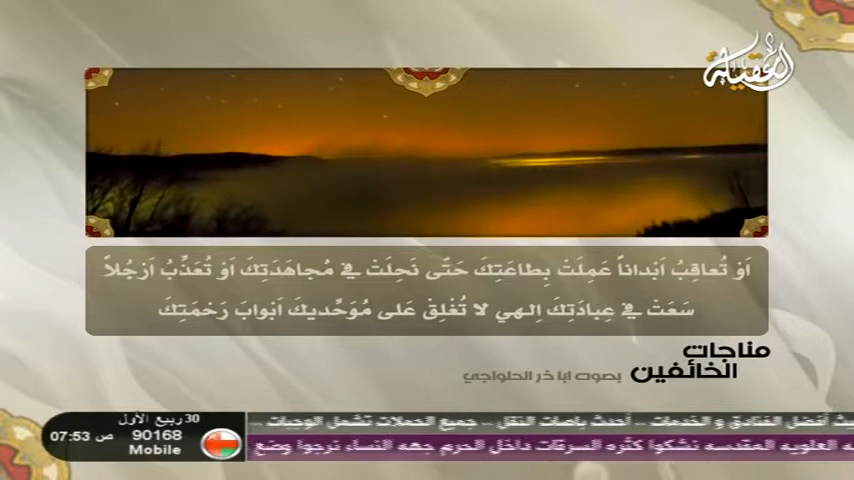 العقيلة
اَوْ تُعاقِبُ اَبْداناً عَمِلَتْ بِطاعَتِكَ حَتّى نَحِلَتْ في مُجاهَدَتِكَ اَوْ تُعَذِّبُ اَرْجُلاً
سَعَتْ في عِبادَتِكَ اِلهي لا تُغْلِقْ عَلى مُوَحِّديكَ اَبْوابَ رَحْمَتِكَ
مناجات
الخائفين بصوت اباذر الحلواجي
30 ربيع الأول
07:53 ص 90168
Mobile
أفضل الفنادق و الخدمات .. أحدث باصات النقل .. جميع الحملات تشمل الوجبات ..
العلويه المقدسه نشكوا كثره السرقات داخل الحرم جهه النساء نرجوا وضع